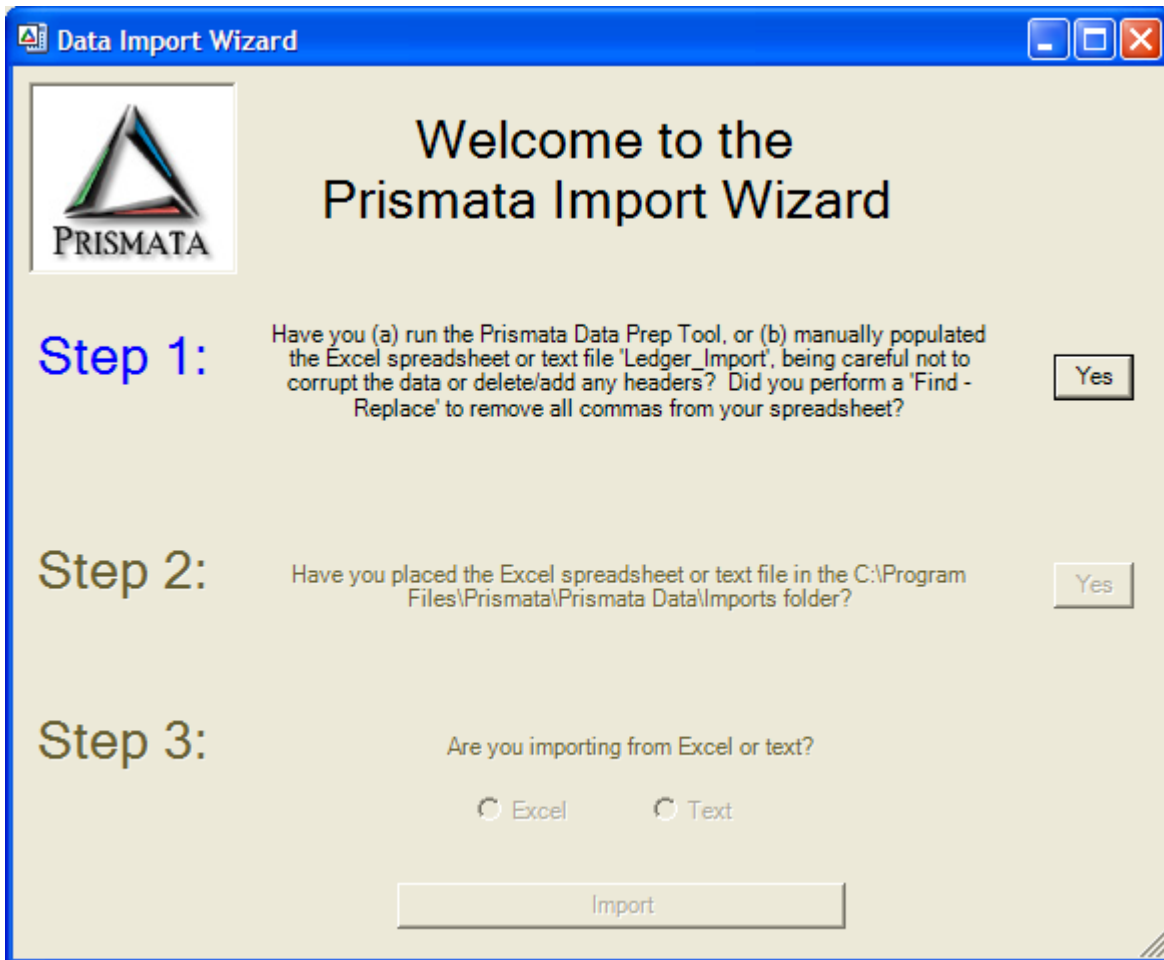 Data Import Wizard
PRISMATA
Welcome to the
Prismata Import Wizard
Step 1:
Have you (a) run the Prismata Data Prep Tool, or (b) manually populated
the Excel spreadsheet or text file 'Ledger_Import', being careful not to
corrupt the data or delete/add any headers?  Did you perform a 'Find -
Replace' to remove all commas from your spreadsheet?
Yes
Step 2:
Have you placed the Excel spreadsheet or text file in the C:\Program
Files\Prismata\Prismata Data\Imports folder?
Yes
Step 3:
Are you importing from Excel or text?
Excel
Text
Import